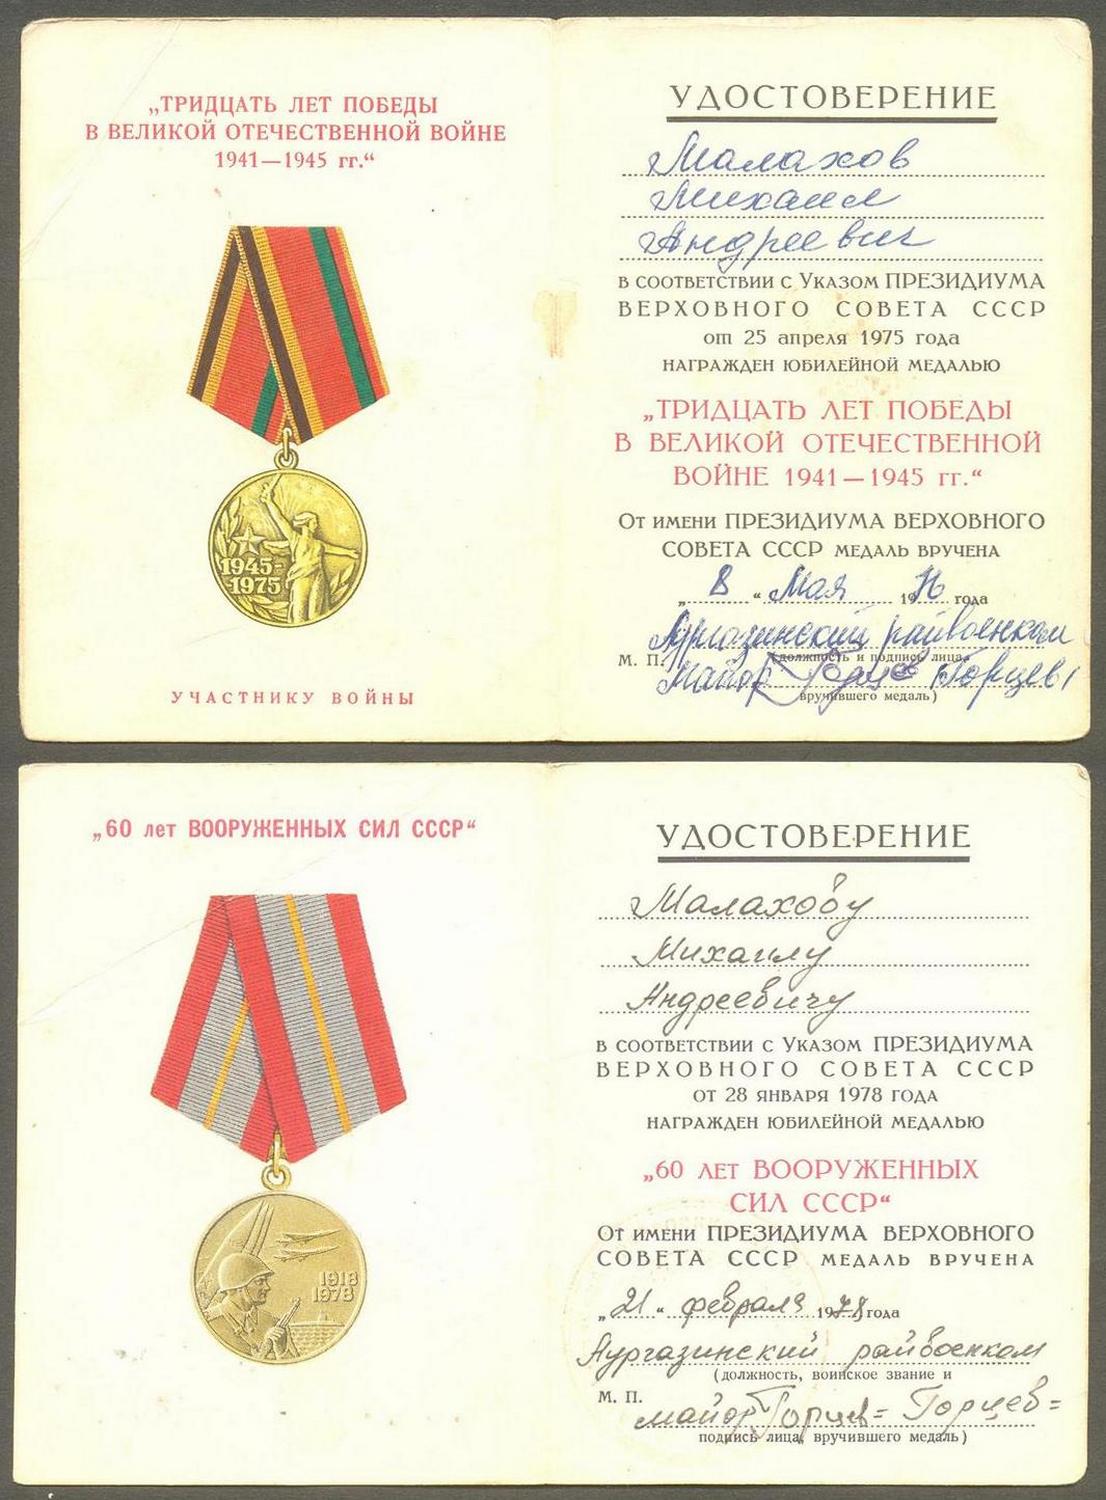 „ТРИДЦАТЬ ЛЕТ ПОБЕДЫ
В ВЕЛИКОЙ ОТЕЧЕСТВЕННОЙ ВОЙНЕ
1941—1945 гг.“
1945-
1975
УЧАСТНИКУ ВОЙНЫ
УДОСТОВЕРЕНИЕ
Малахов
Михаил
Андреевич
в соответствии с Указом ПРЕЗИДИУМА
ВЕРХОВНОГО СОВЕТА СССР
от 25 апреля 1975 года
НАГРАЖДЕН ЮБИЛЕЙНОЙ МЕДАЛЬЮ
„ТРИДЦАТЬ ЛЕТ ПОБЕДЫ
В ВЕЛИКОЙ ОТЕЧЕСТВЕННОЙ
ВОЙНЕ 1941—1945 гг.“
От имени ПРЕЗИДИУМА ВЕРХОВНОГО
СОВЕТА СССР МЕДАЛЬ ВРУЧЕНА
„8“ Мая 1976 года
Аургазинский райвоенком
М. П. (должность и подпись лица,
майор Горцев
вручившего медаль)
„60 лет ВООРУЖЕННЫХ СИЛ СССР“
1918
1978
УДОСТОВЕРЕНИЕ
Малахову
Михаилу
Андреевичу
в соответствии с Указом ПРЕЗИДИУМА
ВЕРХОВНОГО СОВЕТА СССР
ОТ 28 ЯНВАРЯ 1978 ГОДА
НАГРАЖДЕН ЮБИЛЕЙНОЙ МЕДАЛЬЮ
„60 лет ВООРУЖЕННЫХ
СИЛ СССР“
От имени ПРЕЗИДИУМА ВЕРХОВНОГО
СОВЕТА СССР МЕДАЛЬ ВРУЧЕНА
„21“ февраля 1978 года
Аургазинский райвоенком
(должность, воинское звание и
М. П.
майор Горцев= Горцев=
подпись лица, вручившего медаль)